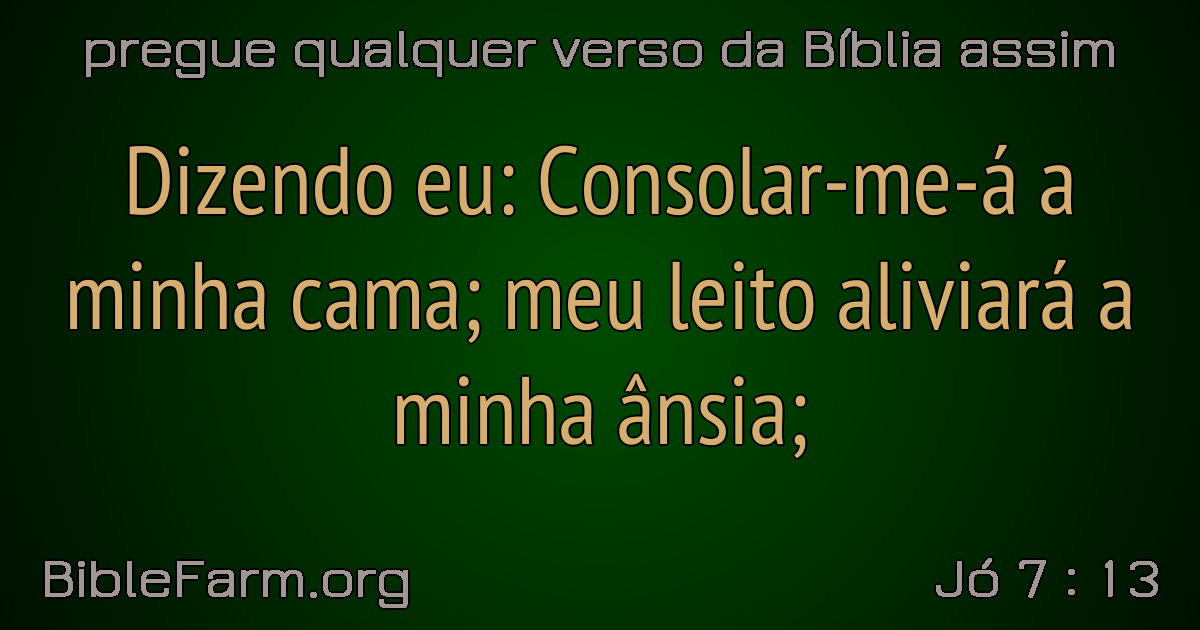 pregue qualquer verso da Bíblia assim
Dizendo eu: Consolar-me-á a
minha cama; meu leito aliviará a
minha ânsia;
BibleFarm.org
Jó 7 : 13